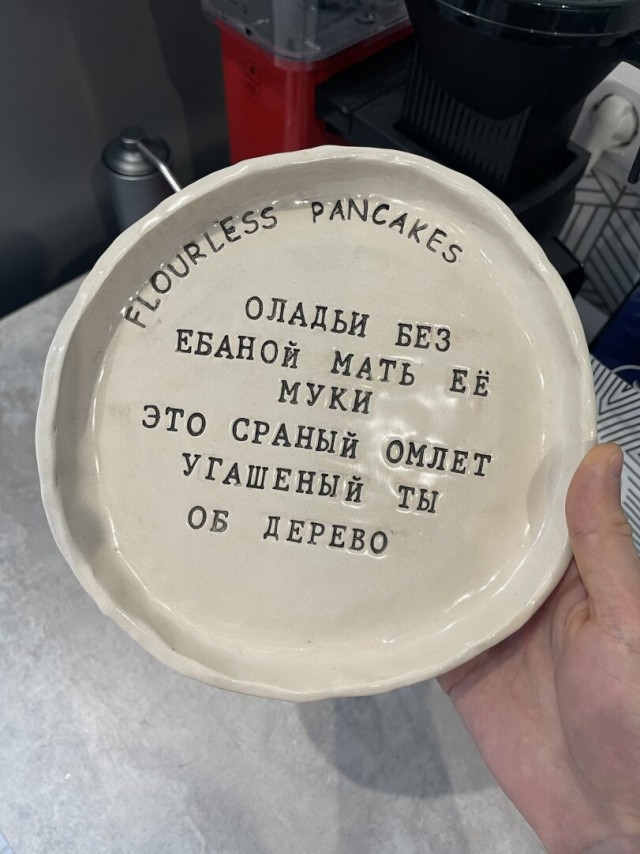 FLOURLESS PANCAKES
ОЛАДЬИ БЕЗ
ЕБАНОЙ МАТЬ ЕЁ
МУКИ
ЭТО СРАНЫЙ ОМЛЕТ
УГАШЕНЫЙ ТЫ
ОБ ДЕРЕВО